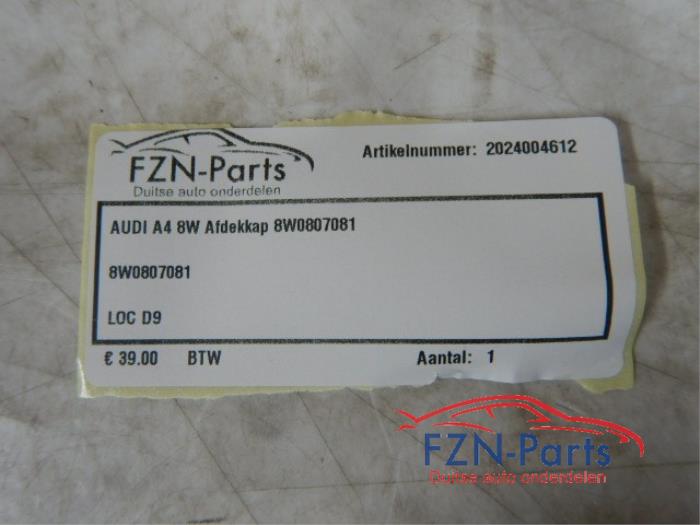 FZN-Parts
Duitse auto onderdelen
Artikelnummer: 2024004612
AUDI A4 8W Afdekkap 8W0807081
8W0807081
LOC D9
€ 39.00 BTW Aantal: 1
FZN-Parts
Duitse auto onderdelen